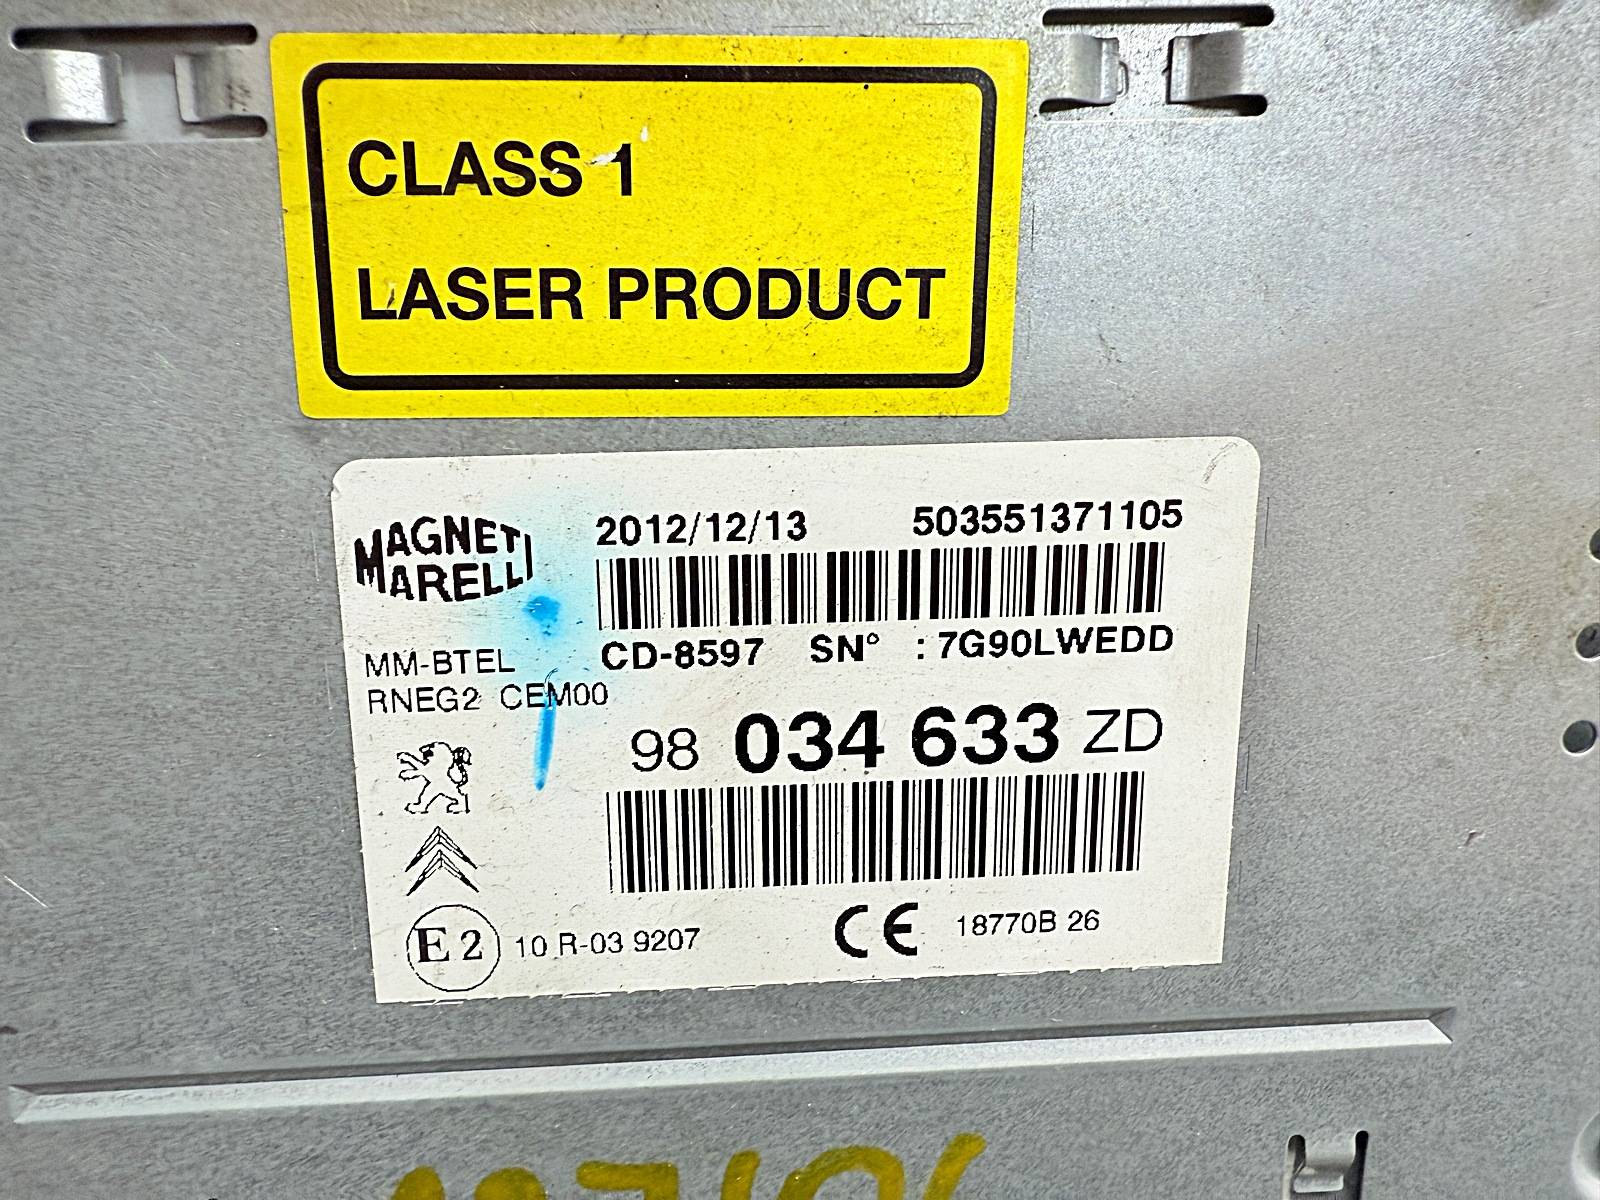 CLASS 1
LASER PRODUCT
MAGNETI
MARELLI
2012/12/13 503551371105
CD-8597 SN° : 7G90LWEDD
MM-BTEL
RNEG2 CEM00
98 034 633 ZD
E2 10 R-03 9207 CE 18770B 26